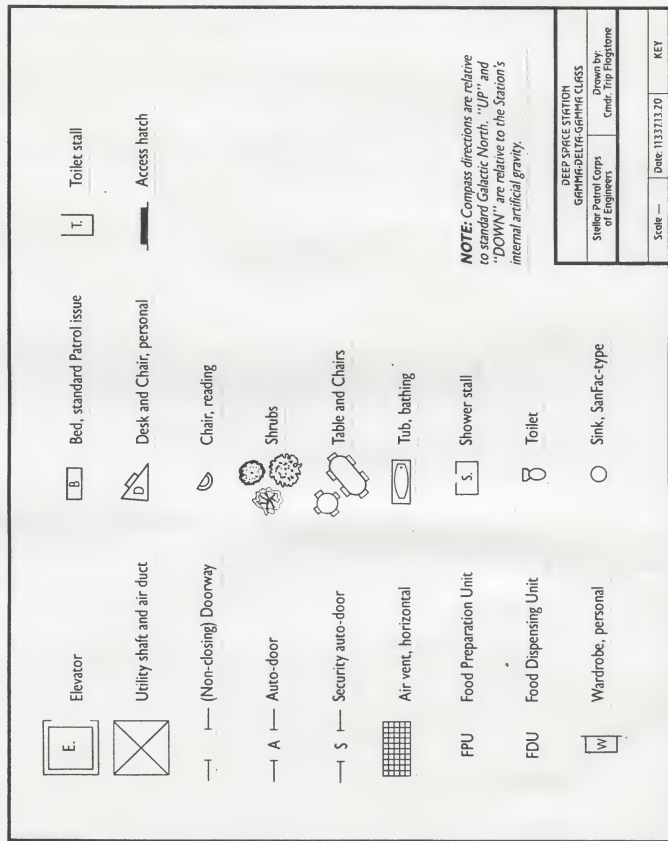 E. Elevator
Utility shaft and air duct
(Non-closing) Doorway
A Auto-door
S Security auto-door
Air vent, horizontal
FPU Food Preparation Unit
FDU Food Dispensing Unit
W Wardrobe, personal
B Bed, standard Patrol issue
D Desk and Chair, personal
Chair, reading
Shrubs
Table and Chairs
Tub, bathing
S. Shower stall
Toilet
Sink, SanFac-type
T. Toilet stall
Access hatch
NOTE: Compass directions are relative
to standard Galactic North. "UP" and
"DOWN" are relative to the Station's
internal artificial gravity.
DEEP SPACE STATION
GAMMA-DELTA-GAMMA CLASS
Stellar Patrol Corps
of Engineers
Drawn by:
Cmdr. Trip Flagstone
Scale —
Date: 11337.13.20
KEY